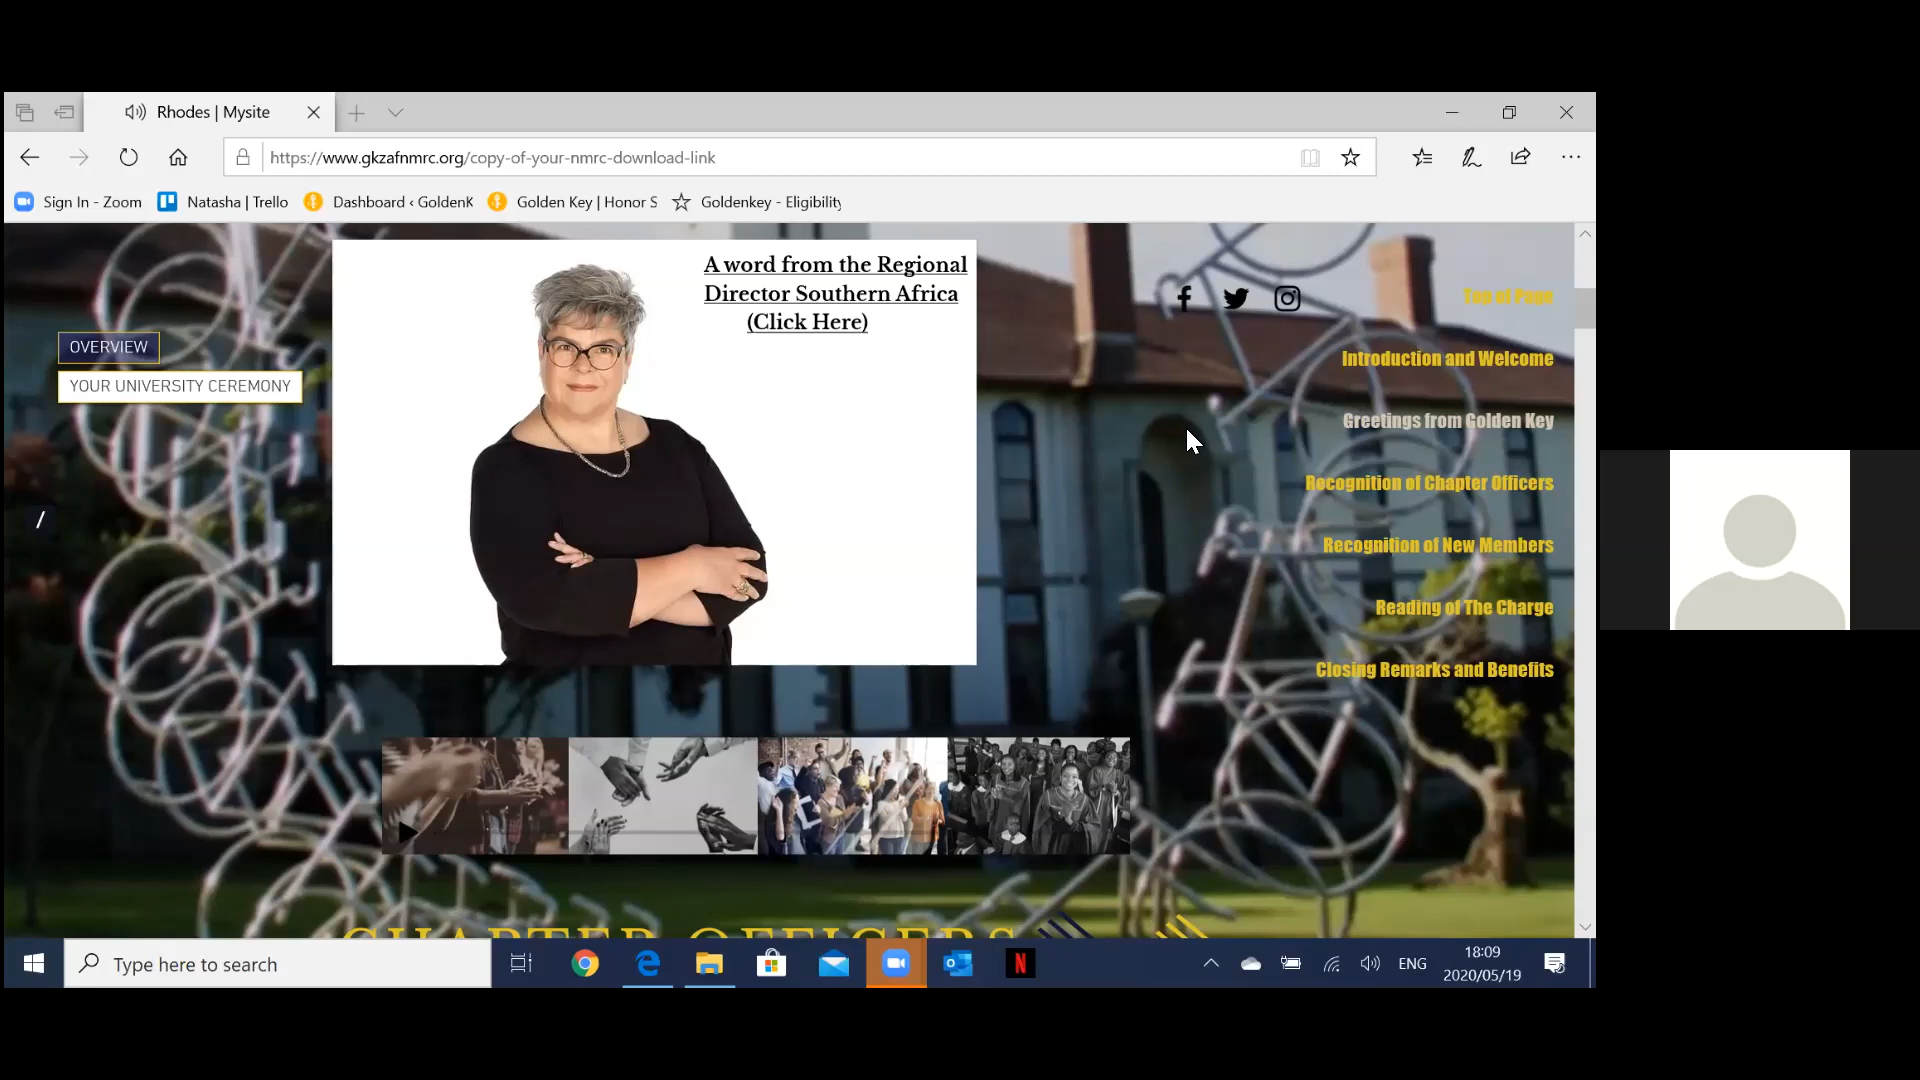 Rhodes | Mysite
https://www.gkzafnmrc.org/copy-of-your-nmrc-download-link
Sign In - Zoom
Natasha | Trello
Dashboard ‹ GoldenK
Golden Key | Honor S
Goldenkey - Eligibility
A word from the Regional
Director Southern Africa
(Click Here)
OVERVIEW
YOUR UNIVERSITY CEREMONY
/
Top of Page
Introduction and Welcome
Greetings from Golden Key
Recognition of Chapter Officers
Recognition of New Members
Reading of The Charge
Closing Remarks and Benefits
CHAPTER OFFICERS
Type here to search
N
ENG
18:09
2020/05/19